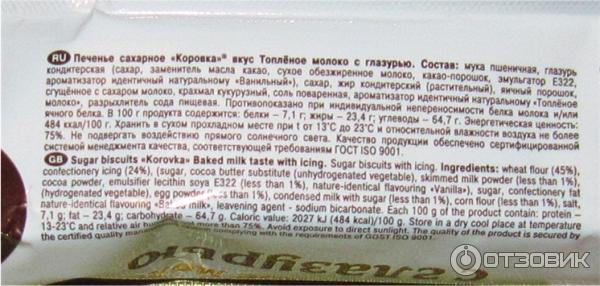 RU Печенье сахарное «Коровка»® вкус Топлёное молоко с глазурью. Состав: мука пшеничная, глазурь
кондитерская (сахар, заменитель масла какао, сухое обезжиренное молоко, какао-порошок, эмульгатор Е322,
ароматизатор идентичный натуральному «Ванильный»), сахар, жир кондитерский (растительный), яичный порошок,
сгущённое с сахаром молоко, крахмал кукурузный, соль поваренная, ароматизатор идентичный натуральному «Топлёное
молоко», разрыхлитель сода пищевая. Противопоказано при индивидуальной непереносимости белка молока и/или
яичного белка. В 100 г продукта содержится: белки – 7,1 г; жиры – 23,4 г; углеводы – 64,7 г. Энергетическая ценность:
484 ккал/100 г. Хранить в сухом прохладном месте при t от 13°С до 23°С и относительной влажности воздуха не более
75%. Не подвергать воздействию прямого солнечного света. Качество продукции обеспечено сертифицированной
системой менеджмента качества, соответствующей требованиям ГОСТ ISO 9001.
GB Sugar biscuits «Korovka» Baked milk taste with icing. Sugar biscuits with icing. Ingredients: wheat flour (45%),
confectionery icing (24%), (sugar, cocoa butter substitute (unhydrogenated vegetable), skimmed milk powder (less than 1%),
cocoa powder, emulsifier lecithin soya E322 (less than 1%), nature-identical flavouring «Vanilla»), sugar, confectionery fat
(hydrogenated vegetable), egg powder (less than 1%), condensed milk with sugar (less than 1%), corn flour (less than 1%), salt,
nature-identical flavouring «Baked milk», leavening agent - sodium bicarbonate. Each 100 g of the product contain: protein –
7,1 g; fat – 23,4 g; carbohydrate – 64,7 g. Caloric value: 2027 kJ (484 kcal)/100 g. Store in a dry cool place at temperature
13-23°C and relative air humidity not more than 75%. Avoid exposure to direct sunlight. The quality of the product is secured by
the certified quality management system complying with the requirements of GOST ISO 9001.
с глазурью
ОТЗОВИК
otzovik.com